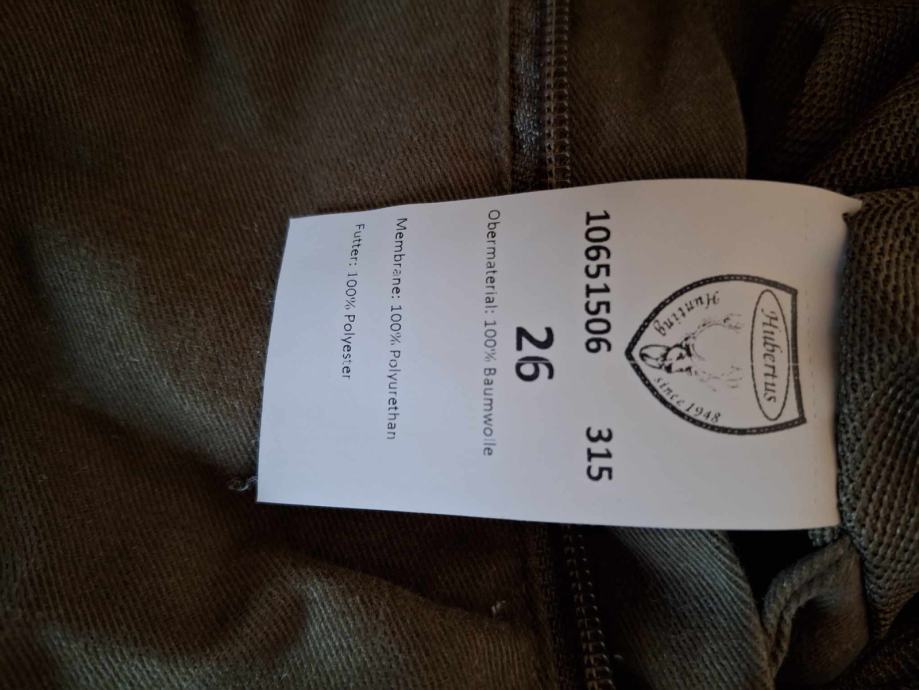 Hubertus
Hunting
since 1948
10651506 315
26
Obermaterial: 100% Baumwolle
Membrane: 100% Polyurethan
Futter: 100% Polyester